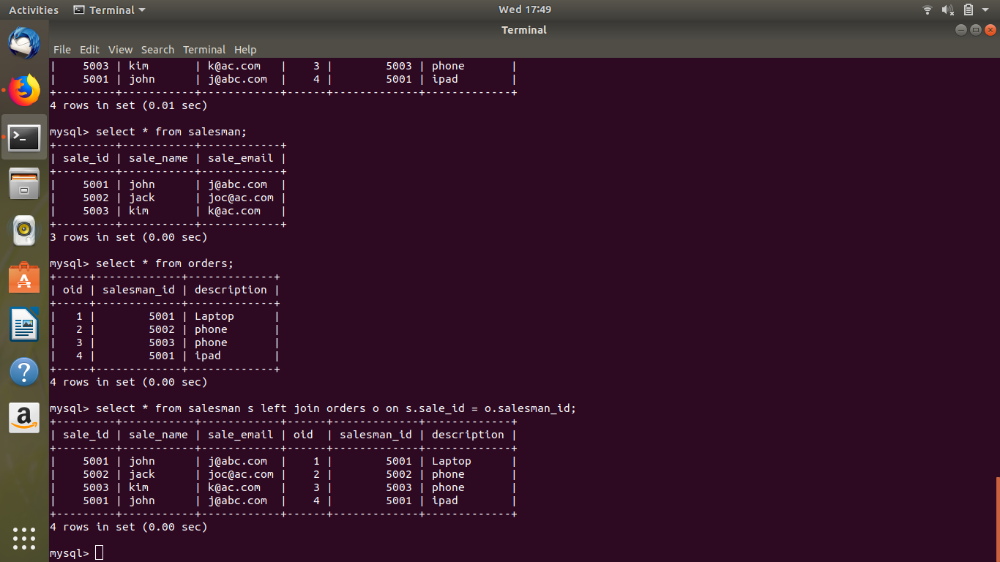 Activities Terminal Wed 17:49
Terminal
File Edit View Search Terminal Help
|    5003 | kim       | k@ac.com   |    3 |        5003 | phone       |
|    5001 | john      | j@abc.com  |    4 |        5001 | ipad        |
+---------+-----------+------------+------+-------------+-------------+
4 rows in set (0.01 sec)
mysql> select * from salesman;
+---------+-----------+------------+
| sale_id | sale_name | sale_email |
+---------+-----------+------------+
|    5001 | john      | j@abc.com  |
|    5002 | jack      | joc@ac.com |
|    5003 | kim       | k@ac.com   |
+---------+-----------+------------+
3 rows in set (0.00 sec)
mysql> select * from orders;
+-----+-------------+-------------+
| oid | salesman_id | description |
+-----+-------------+-------------+
|   1 |        5001 | Laptop      |
|   2 |        5002 | phone       |
|   3 |        5003 | phone       |
|   4 |        5001 | ipad        |
+-----+-------------+-------------+
4 rows in set (0.00 sec)
mysql> select * from salesman s left join orders o on s.sale_id = o.salesman_id;
+---------+-----------+------------+------+-------------+-------------+
| sale_id | sale_name | sale_email | oid  | salesman_id | description |
+---------+-----------+------------+------+-------------+-------------+
|    5001 | john      | j@abc.com  |    1 |        5001 | Laptop      |
|    5002 | jack      | joc@ac.com |    2 |        5002 | phone       |
|    5003 | kim       | k@ac.com   |    3 |        5003 | phone       |
|    5001 | john      | j@abc.com  |    4 |        5001 | ipad        |
+---------+-----------+------------+------+-------------+-------------+
4 rows in set (0.00 sec)
mysql>